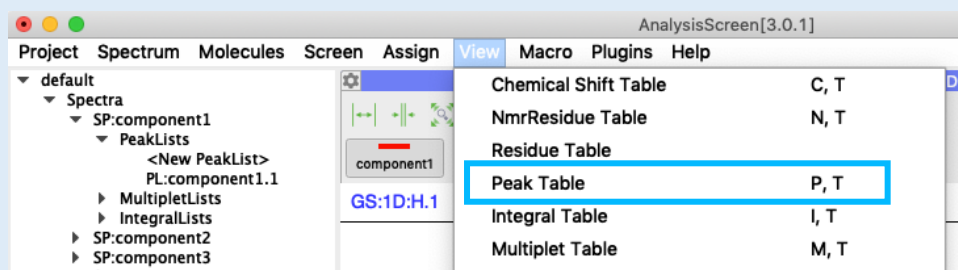 AnalysisScreen[3.0.1]
Project Spectrum Molecules Screen Assign View Macro Plugins Help
default
Spectra
SP:component1
PeakLists
<New PeakList>
PL:component1.1
MultipletLists
IntegralLists
SP:component2
SP:component3
component1
GS:1D:H.1
Chemical Shift Table C, T
NmrResidue Table N, T
Residue Table
Peak Table P, T
Integral Table I, T
Multiplet Table M, T
D